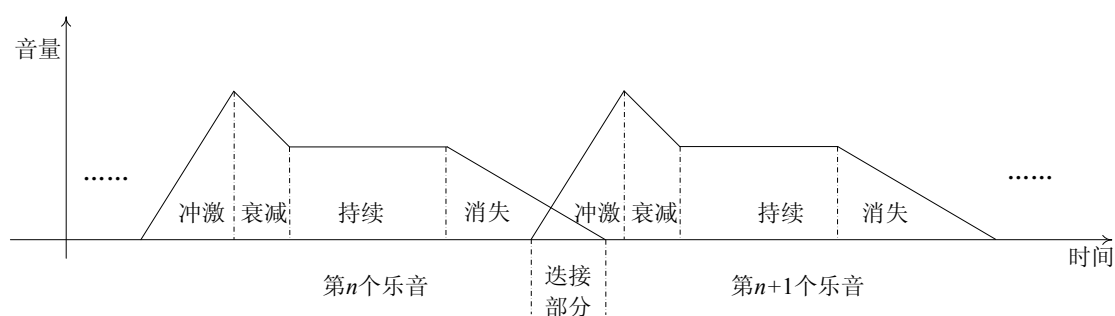 音量
……
……
冲激 衰减 持续 消失 冲激 衰减 持续 消失
时间
第n个乐音
迭接
部分
第n+1个乐音